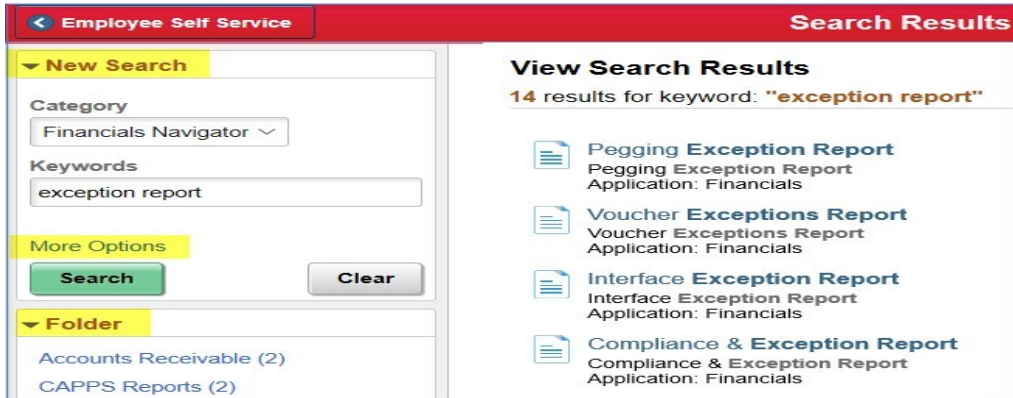 Employee Self Service
Search Results
New Search
Category
Financials Navigator
Keywords
exception report
More Options
Search
Clear
Folder
Accounts Receivable (2)
CAPPS Reports (2)
View Search Results
14 results for keyword: "exception report"
Pegging Exception Report
Pegging Exception Report
Application: Financials
Voucher Exceptions Report
Voucher Exceptions Report
Application: Financials
Interface Exception Report
Interface Exception Report
Application: Financials
Compliance & Exception Report
Compliance & Exception Report
Application: Financials